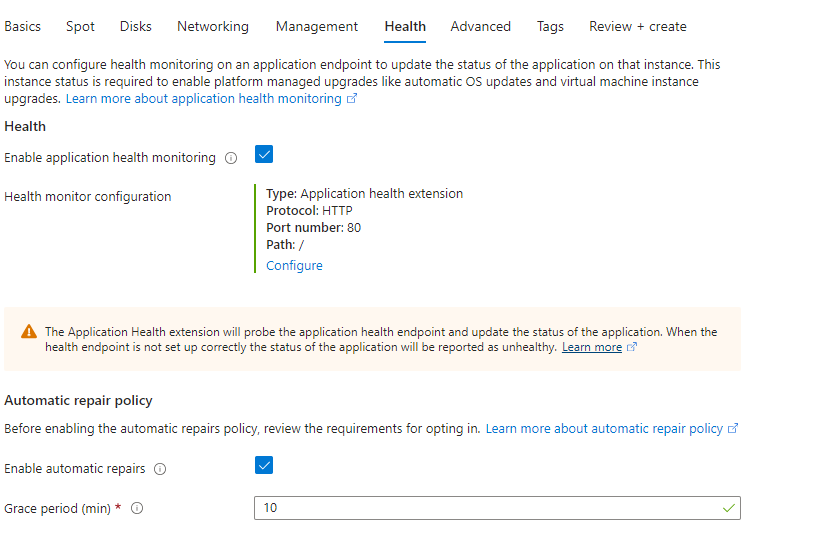 Basics Spot Disks Networking Management Health Advanced Tags Review + create
You can configure health monitoring on an application endpoint to update the status of the application on that instance. This
instance status is required to enable platform managed upgrades like automatic OS updates and virtual machine instance
upgrades. Learn more about application health monitoring
Health
Enable application health monitoring
Health monitor configuration
Type: Application health extension
Protocol: HTTP
Port number: 80
Path: /
Configure
The Application Health extension will probe the application health endpoint and update the status of the application. When the
health endpoint is not set up correctly the status of the application will be reported as unhealthy. Learn more
Automatic repair policy
Before enabling the automatic repairs policy, review the requirements for opting in. Learn more about automatic repair policy
Enable automatic repairs
Grace period (min) * 10